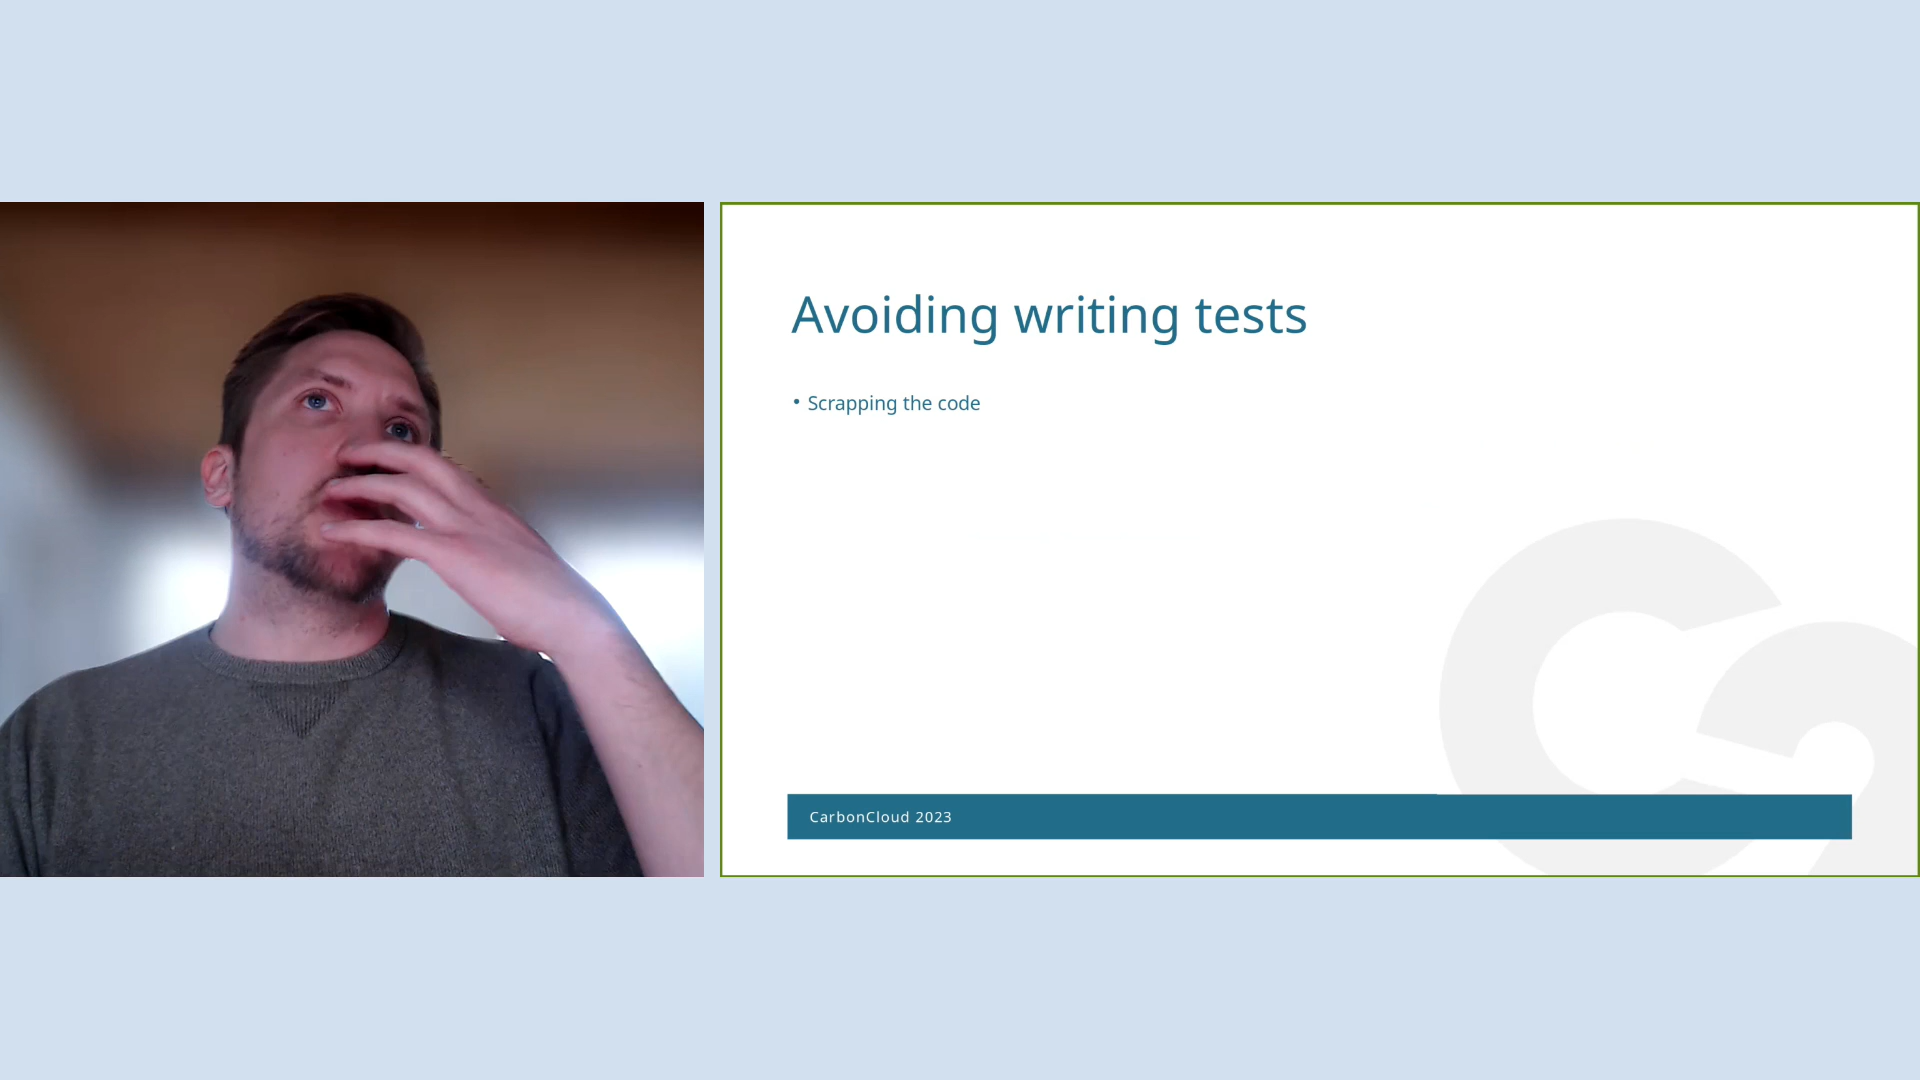 Avoiding writing tests
• Scrapping the code
CarbonCloud 2023